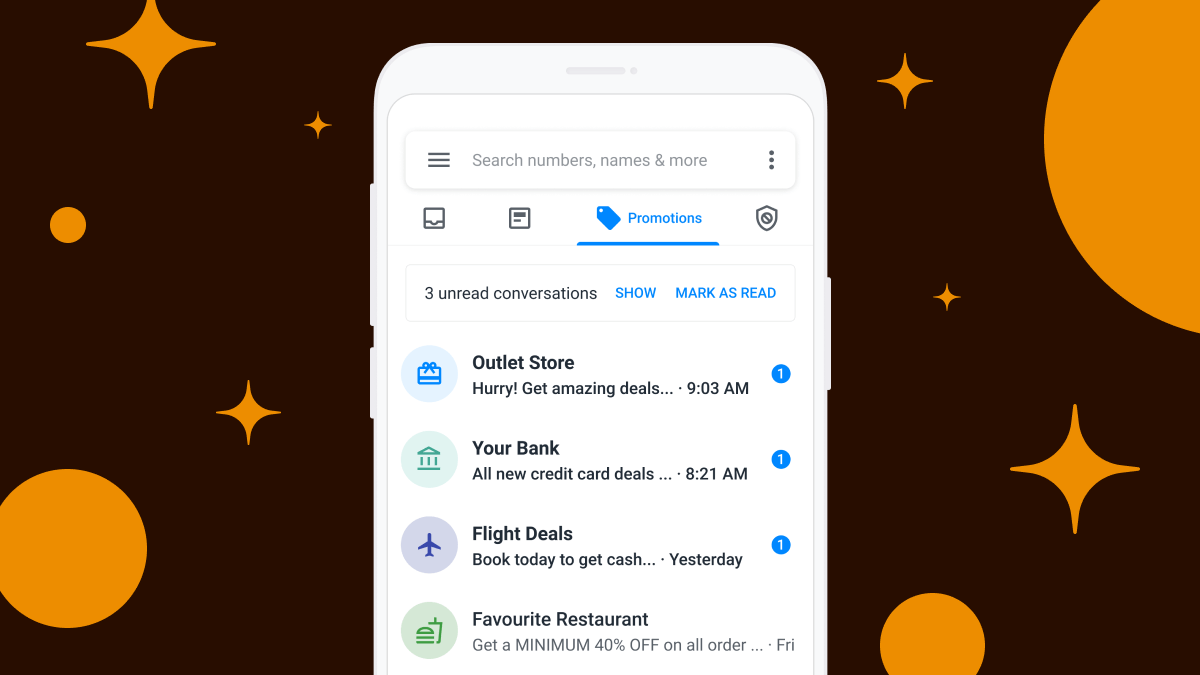 Search numbers, names & more
Promotions
3 unread conversations SHOW MARK AS READ
Outlet Store
Hurry! Get amazing deals... · 9:03 AM
1
Your Bank
All new credit card deals ... · 8:21 AM
1
Flight Deals
Book today to get cash... · Yesterday
1
Favourite Restaurant
Get a MINIMUM 40% OFF on all order ... · Fri